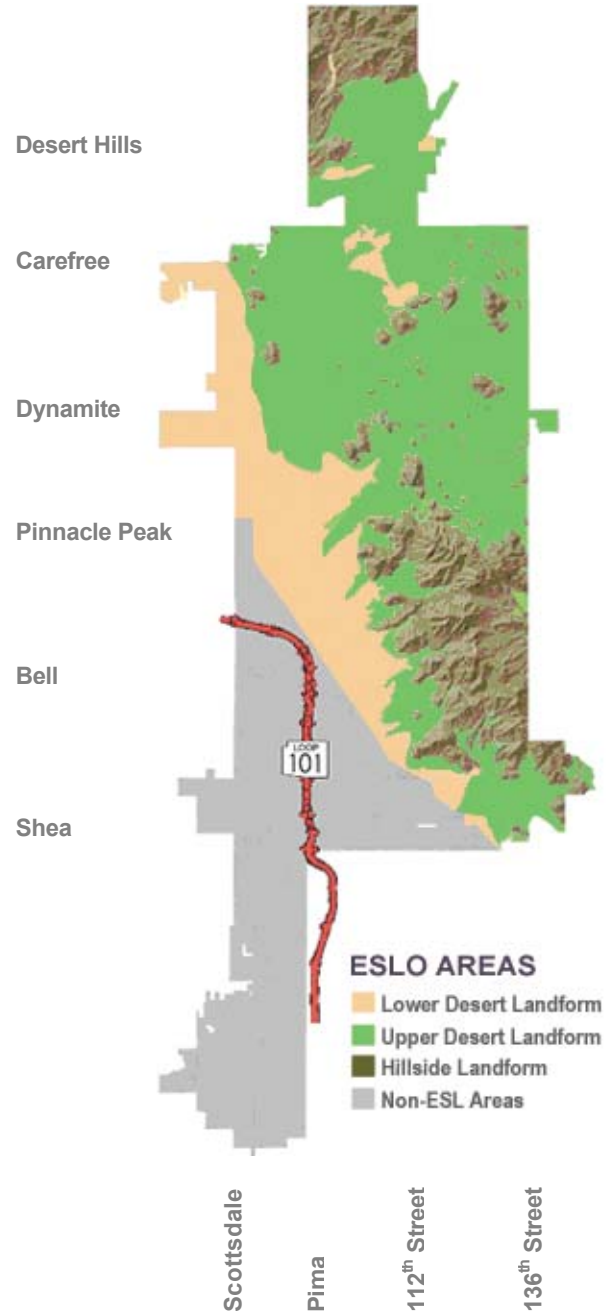 Desert Hills
Carefree
Dynamite
Pinnacle Peak
Bell
LOOP
101
Shea
ESLO AREAS
Lower Desert Landform
Upper Desert Landform
Hillside Landform
Non-ESL Areas
Scottsdale
Pima
112th Street
136th Street